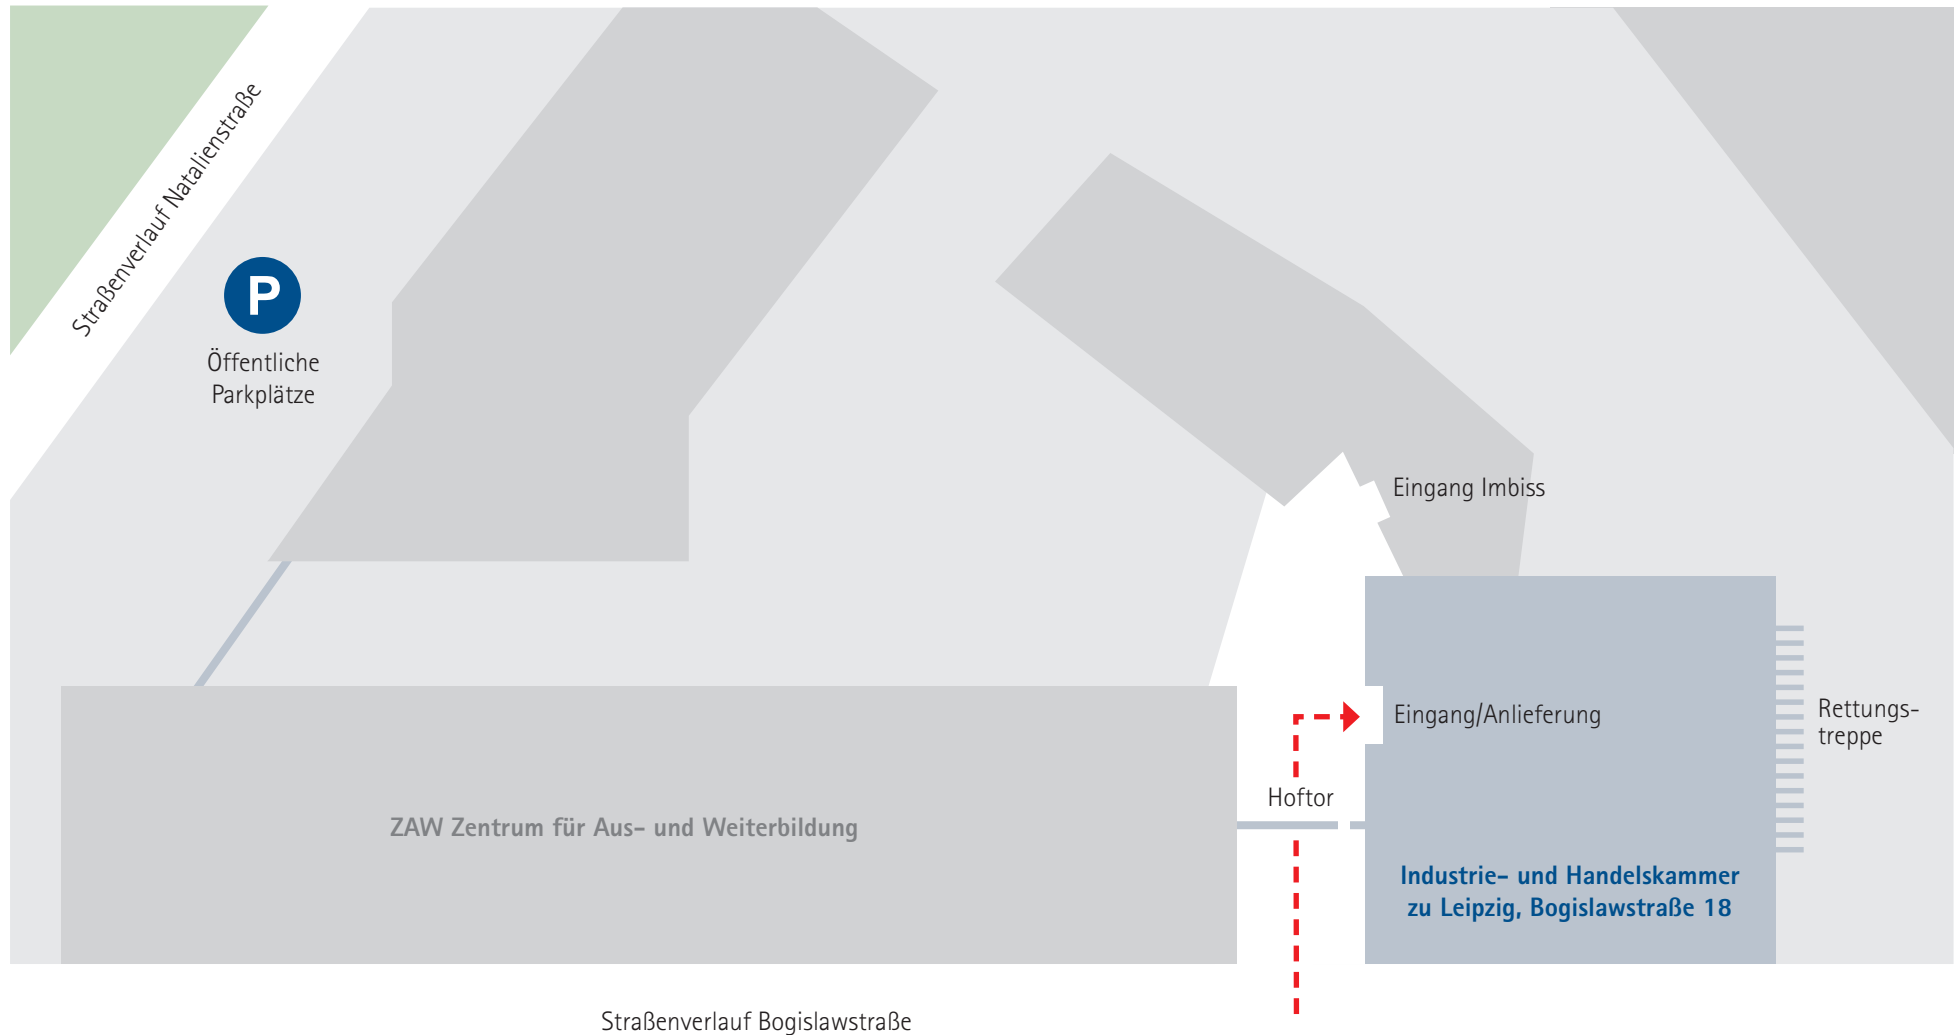 Straßenverlauf Natalienstraße
P
Öffentliche
Parkplätze
Eingang Imbiss
Eingang/Anlieferung
Rettungs-
treppe
Hoftor
ZAW Zentrum für Aus- und Weiterbildung
Industrie- und Handelskammer
zu Leipzig, Bogislawstraße 18
Straßenverlauf Bogislawstraße